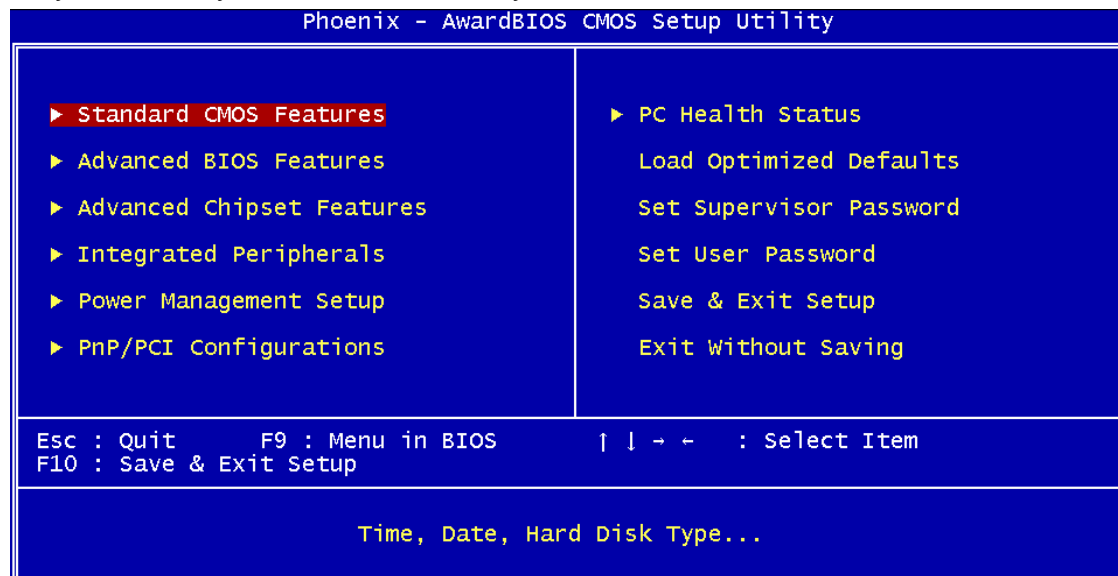 Phoenix - AwardBIOS CMOS Setup Utility
▶ Standard CMOS Features
▶ Advanced BIOS Features
▶ Advanced Chipset Features
▶ Integrated Peripherals
▶ Power Management Setup
▶ PnP/PCI Configurations
▶ PC Health Status
Load Optimized Defaults
Set Supervisor Password
Set User Password
Save & Exit Setup
Exit Without Saving
Esc : Quit F9 : Menu in BIOS ↑ ↓ → ← : Select Item
F10 : Save & Exit Setup
Time, Date, Hard Disk Type...